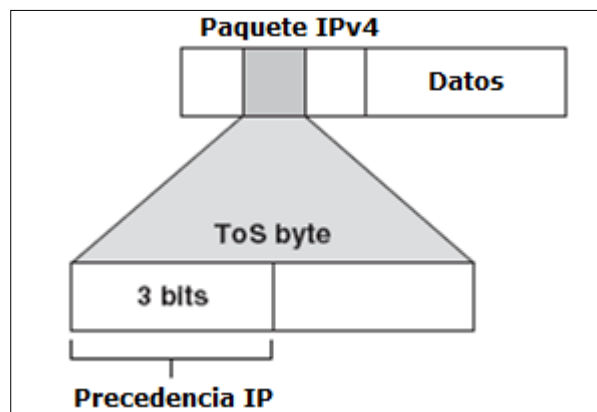 Paquete IPv4
Datos
ToS byte
3 bits
Precedencia IP